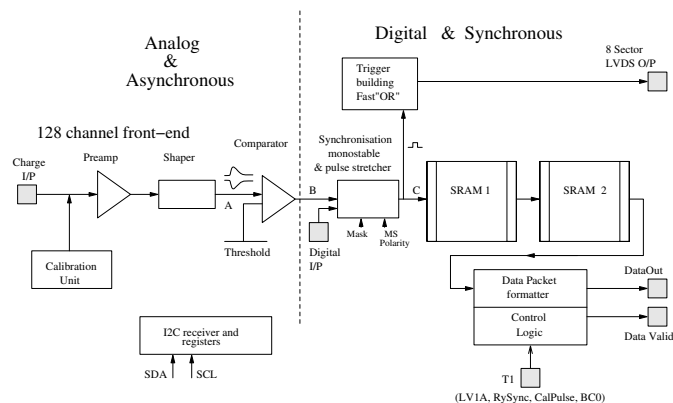 Analog
&
Asynchronous
Digital & Synchronous
8 Sector
LVDS O/P
Trigger
building
Fast"OR"
128 channel front-end
Charge
I/P
Preamp
Shaper
Comparator
Synchronisation
monostable
& pulse stretcher
A
B
C
SRAM 1
SRAM 2
Threshold
Digital
I/P
Mask
MS
Polarity
Calibration
Unit
Data Packet
formatter
DataOut
Control
Logic
Data Valid
I2C receiver and
registers
SDA
SCL
T1
(LV1A, RySync, CalPulse, BC0)